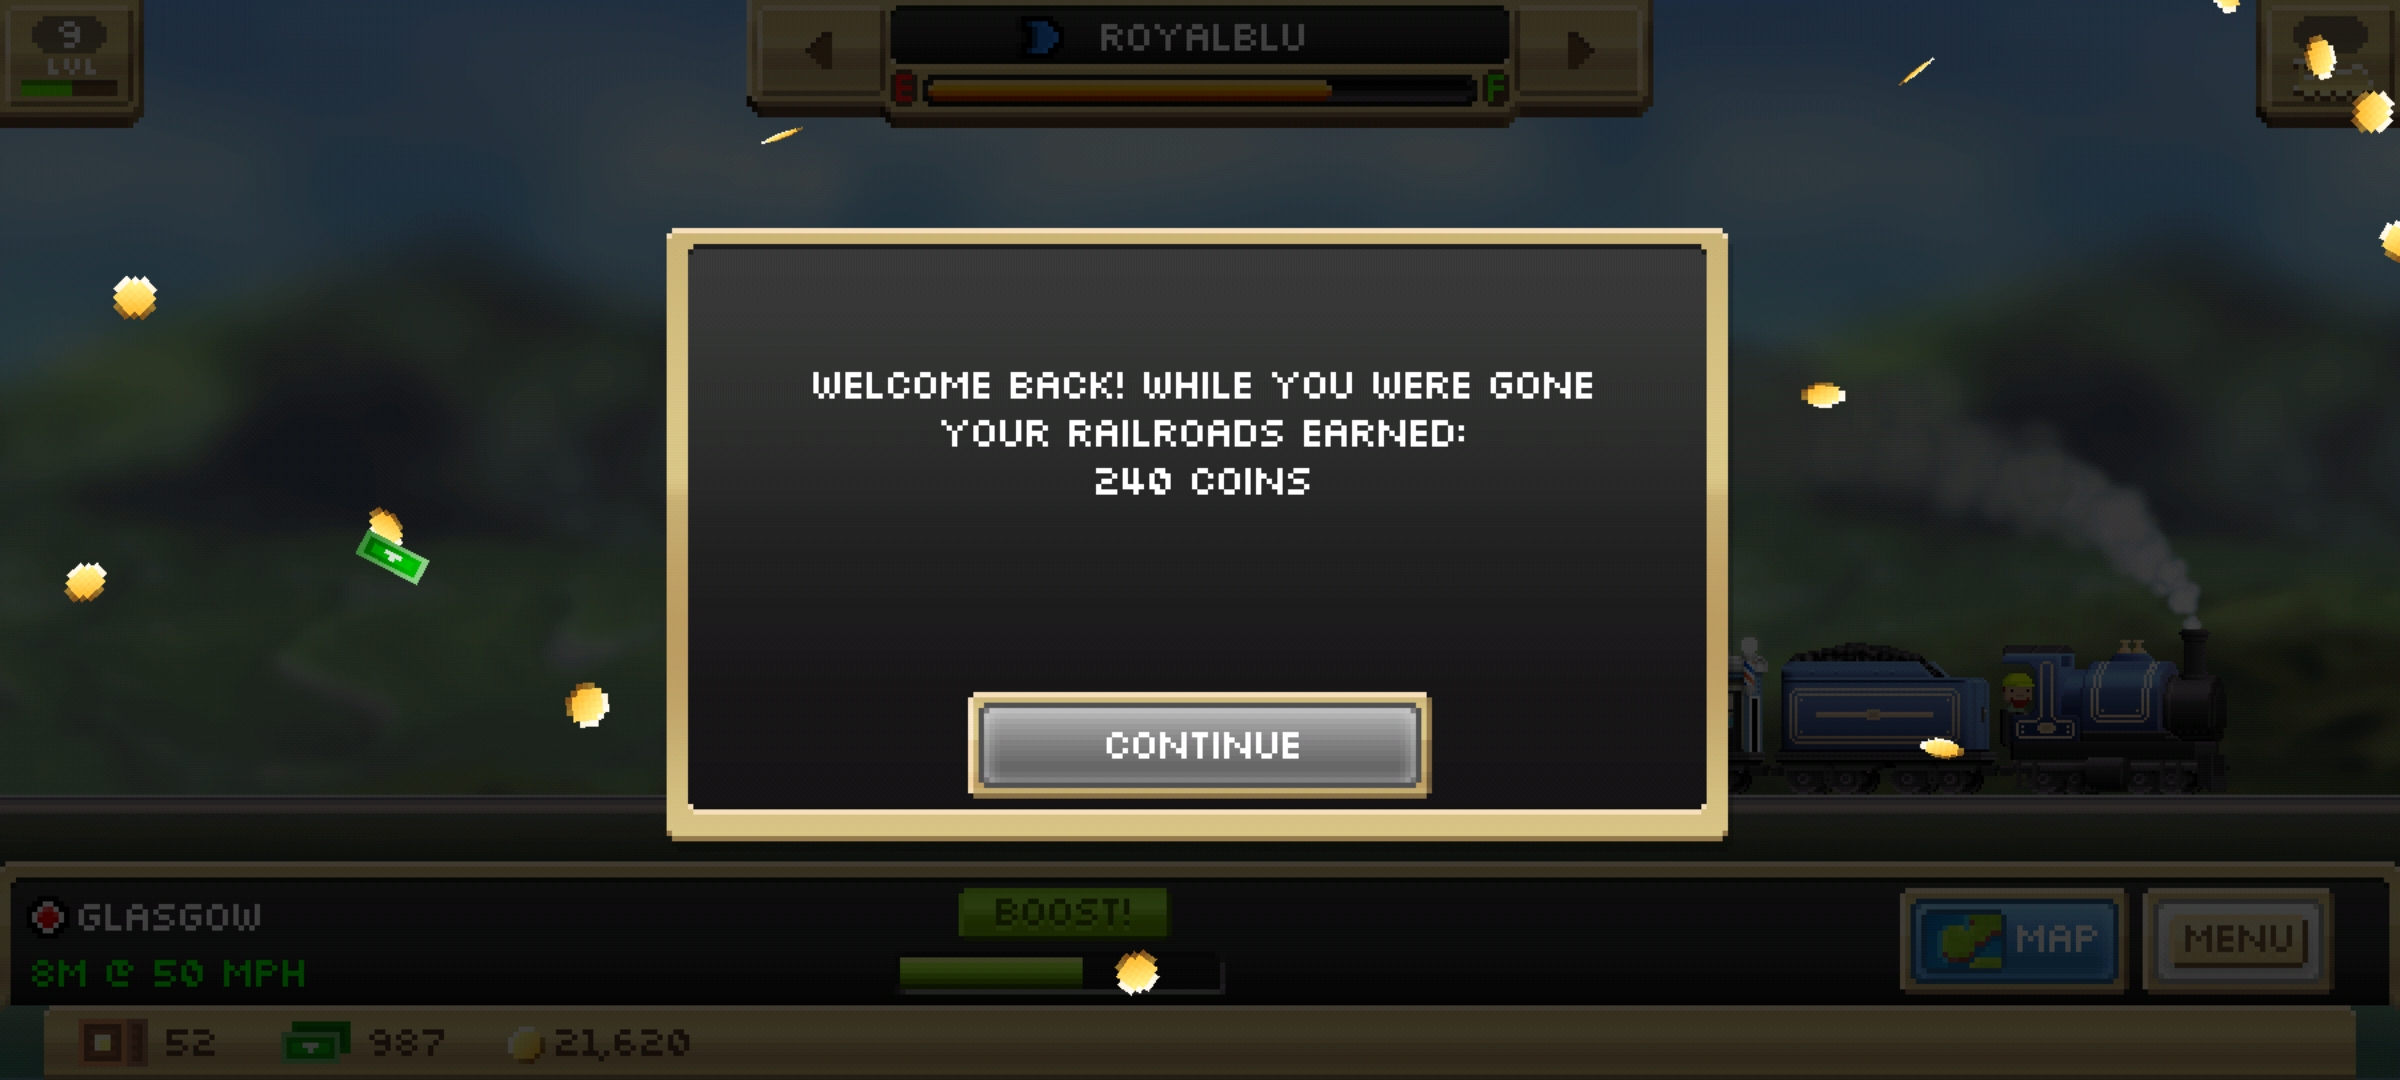 9
LVL
ROYALBLU
E F
WELCOME BACK! WHILE YOU WERE GONE
YOUR RAILROADS EARNED:
240 COINS
CONTINUE
GLASGOW
8M @ 50 MPH
BOOST!
MAP
MENU
52
987
21,620